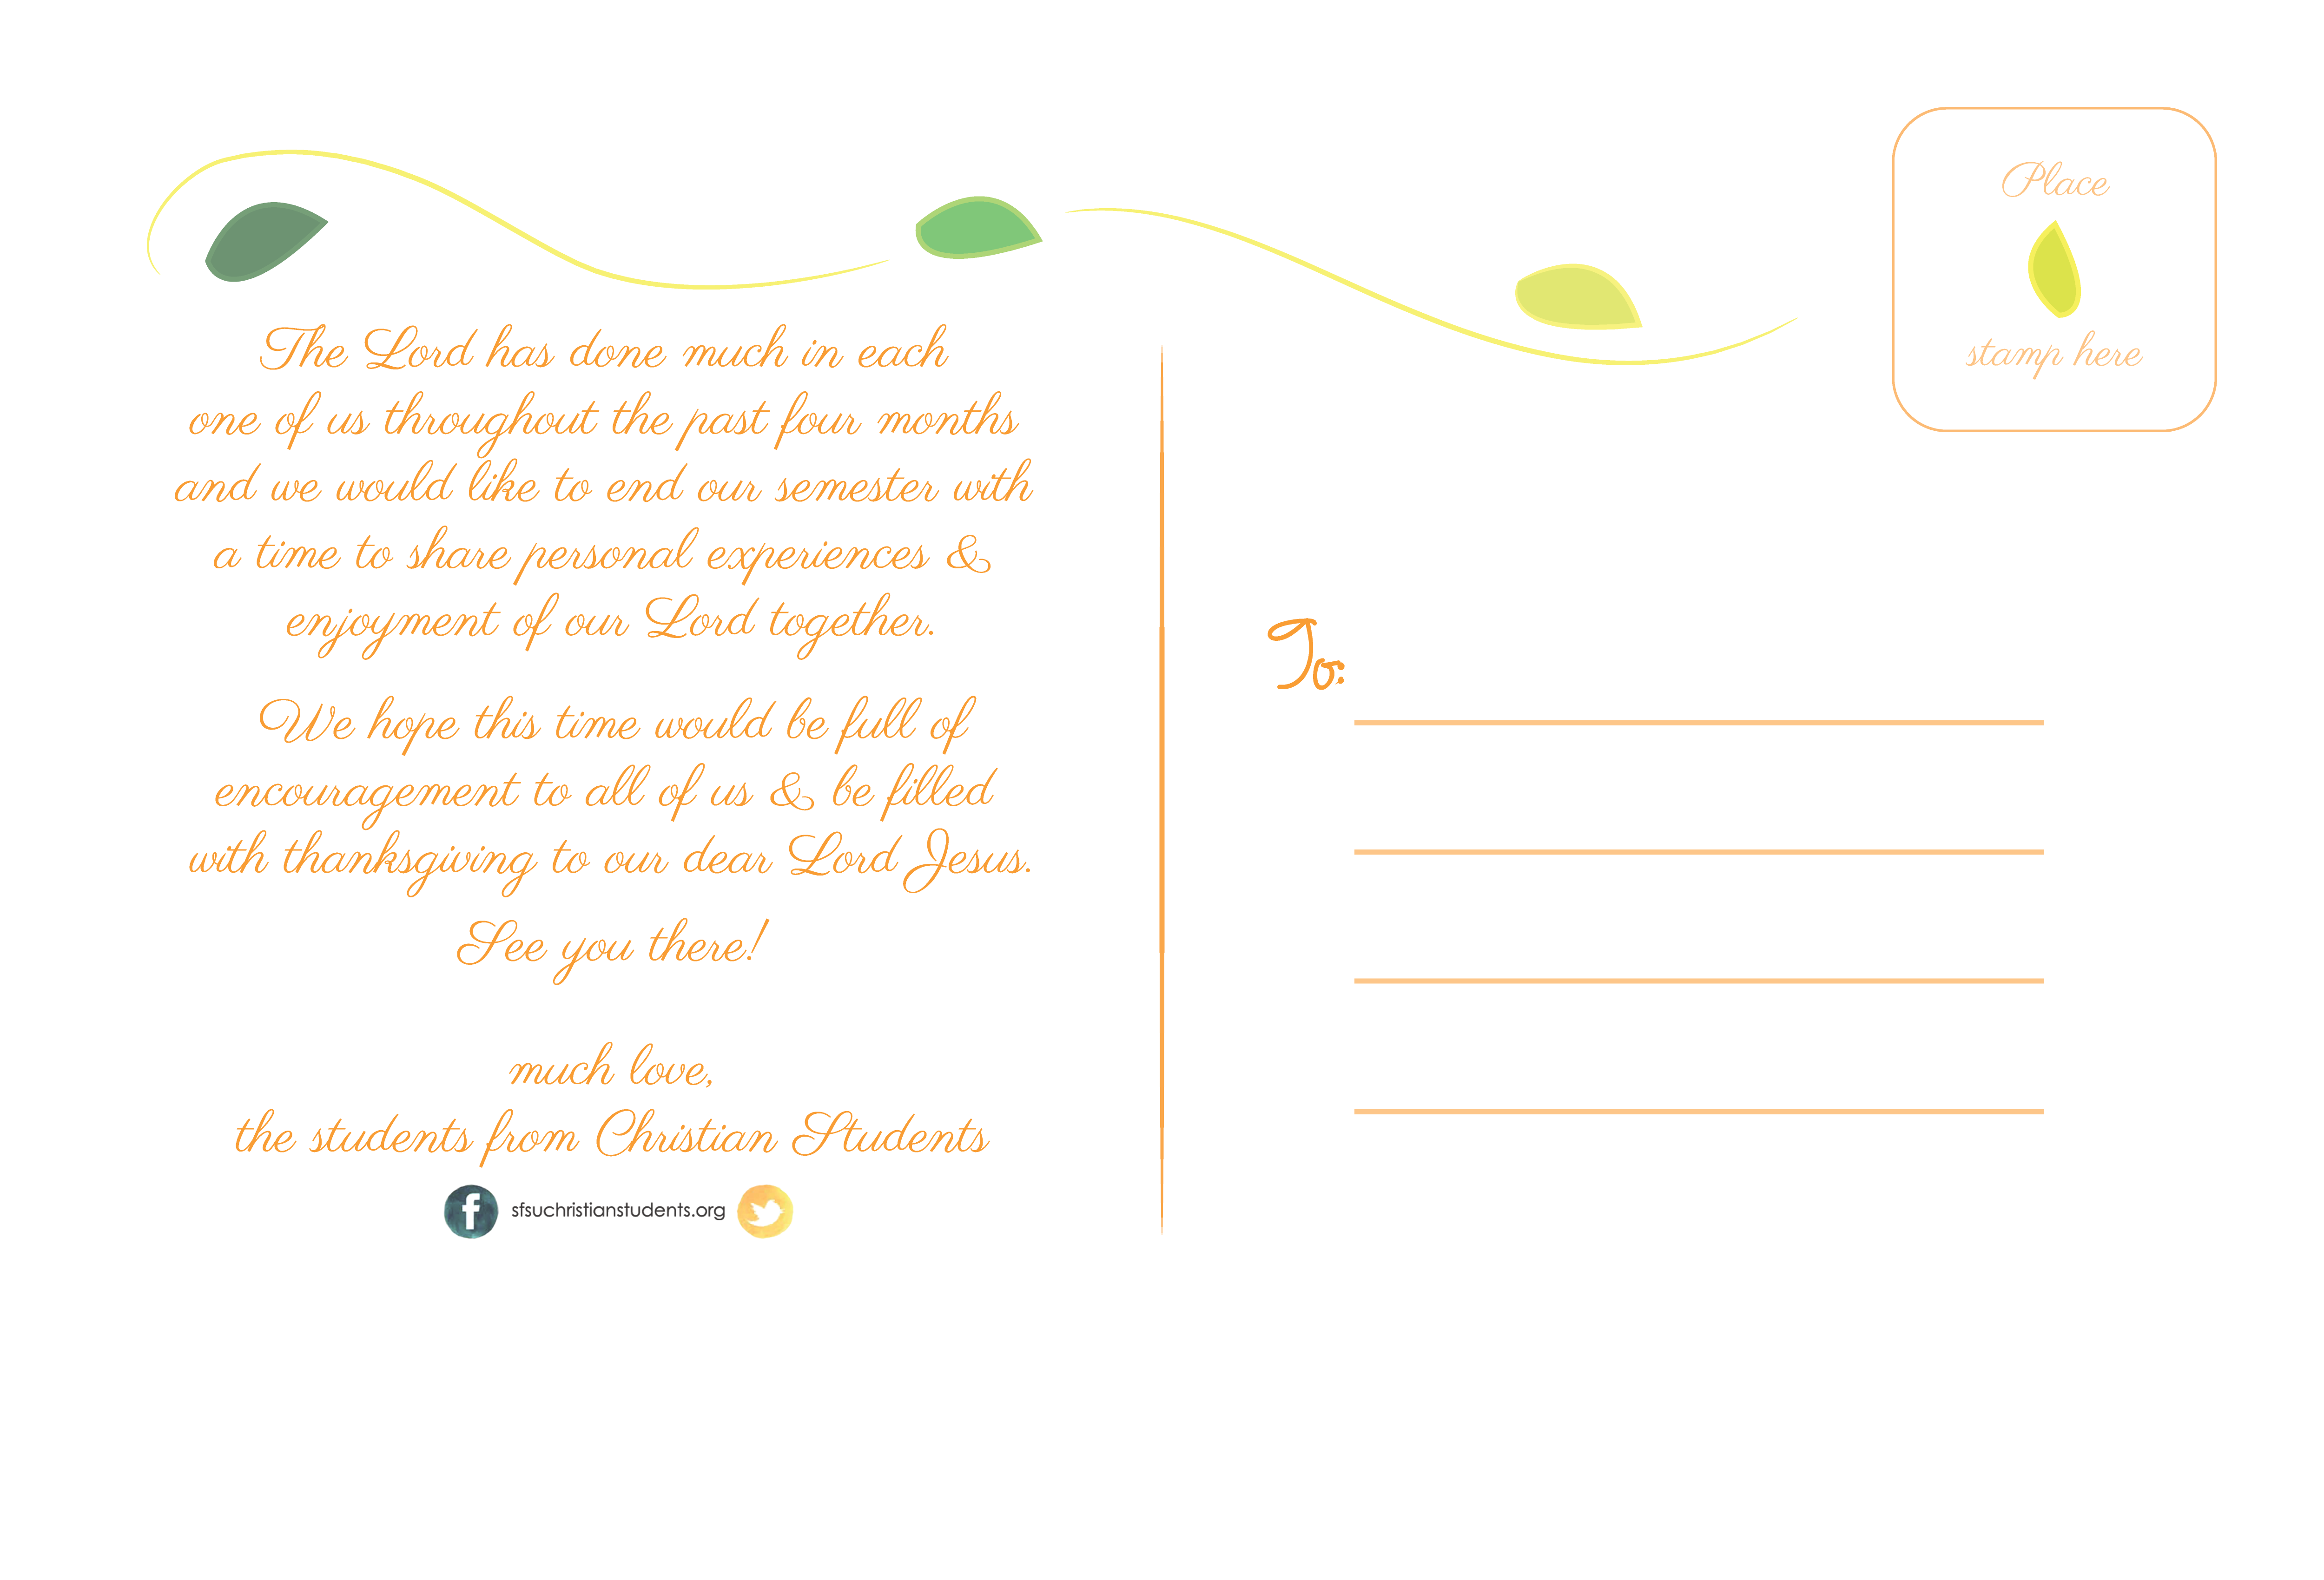 The Lord has done much in each
one of us throughout the past four months
and we would like to end our semester with
a time to share personal experiences &
enjoyment of our Lord together.
We hope this time would be full of
encouragement to all of us & be filled
with thanksgiving to our dear Lord Jesus.
See you there!
much love,
the students from Christian Students
f sfsuchristianstudents.org
Place
stamp here
To: